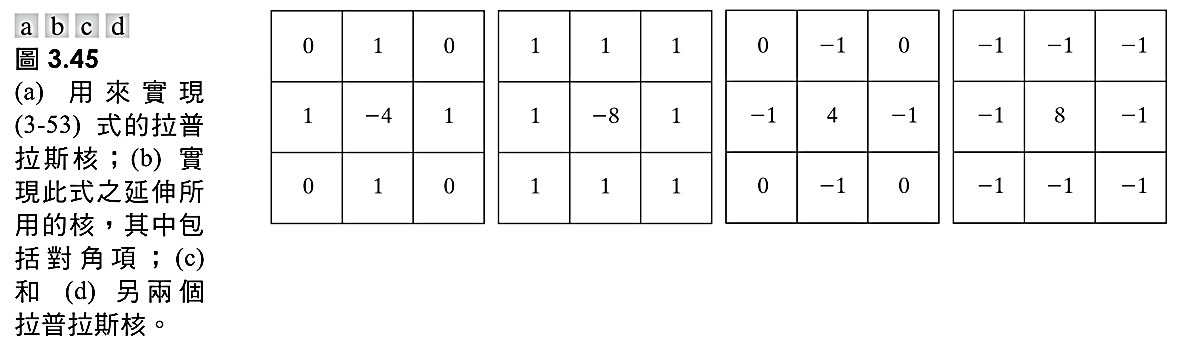 a b c d
圖 3.45
(a) 用來實現
(3-53) 式的拉普
拉斯核；(b) 實
現此式之延伸所
用的核，其中包
括對角項；(c)
和 (d) 另兩個
拉普拉斯核。
0 1 0 1 1 1 0 −1 0 −1 −1 −1
1 −4 1 1 −8 1 −1 4 −1 −1 8 −1
0 1 0 1 1 1 0 −1 0 −1 −1 −1